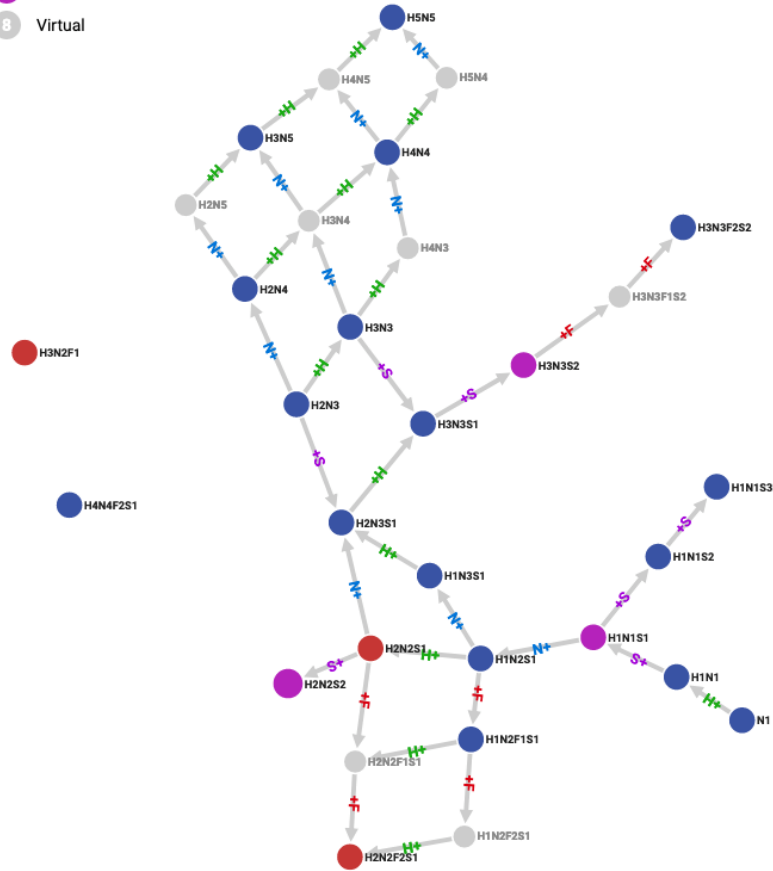 H5N5
8 Virtual
+H
N+
H4N5
H5N4
+H
N+
+H
H3N5
H4N4
+H
N+
+H
N+
H2N5
H3N4
H3N3F2S2
N+
+H
N+
+H
H4N3
+F
H2N4
H3N3F1S2
H3N3
+F
N+
+H
+S
H3N2F1
H3N3S2
+S
H2N3
H3N3S1
+S
+H
H1N1S3
H4N4F2S1
H2N3S1
+S
H+
H1N1S2
N+
H1N3S1
+S
N+
H1N1S1
H2N2S1
H+
N+
S+
H1N2S1
S+
H1N1
H2N2S2
+F
+F
H+
N1
H1N2F1S1
H+
H2N2F1S1
+F
+F
H1N2F2S1
H+
H2N2F2S1